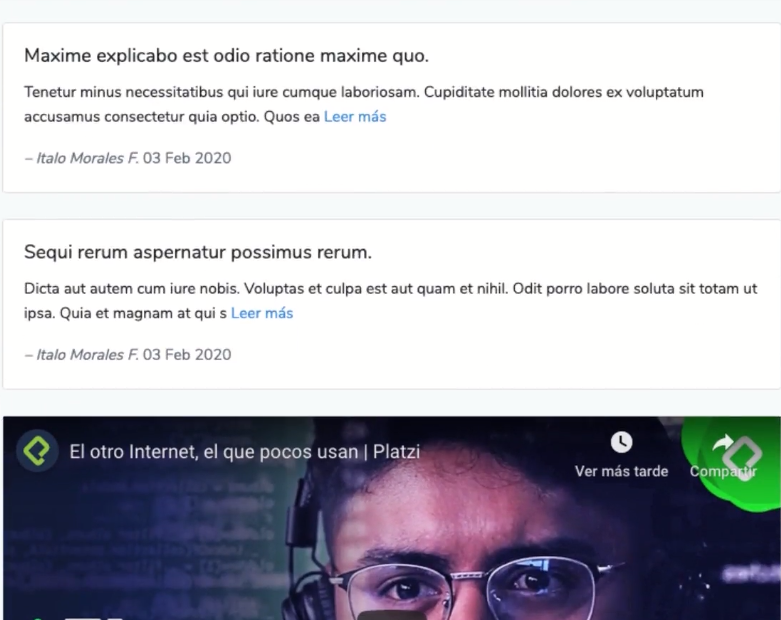 Maxime explicabo est odio ratione maxime quo.
Tenetur minus necessitatibus qui iure cumque laboriosam. Cupiditate mollitia dolores ex voluptatum
accusamus consectetur quia optio. Quos ea Leer más
– Italo Morales F. 03 Feb 2020
Sequi rerum aspernatur possimus rerum.
Dicta aut autem cum iure nobis. Voluptas et culpa est aut quam et nihil. Odit porro labore soluta sit totam ut
ipsa. Quia et magnam at qui s Leer más
– Italo Morales F. 03 Feb 2020
El otro Internet, el que pocos usan | Platzi
Ver más tarde
Compartir